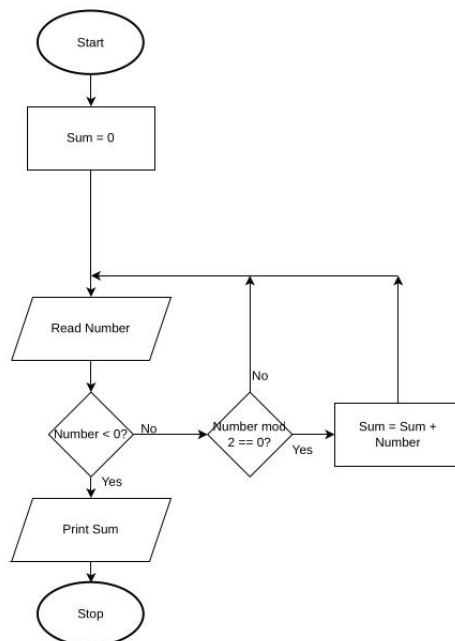 Start
Sum = 0
Read Number
No
Number < 0?
No
Number mod
2 == 0?
Yes
Sum = Sum +
Number
Yes
Print Sum
Stop